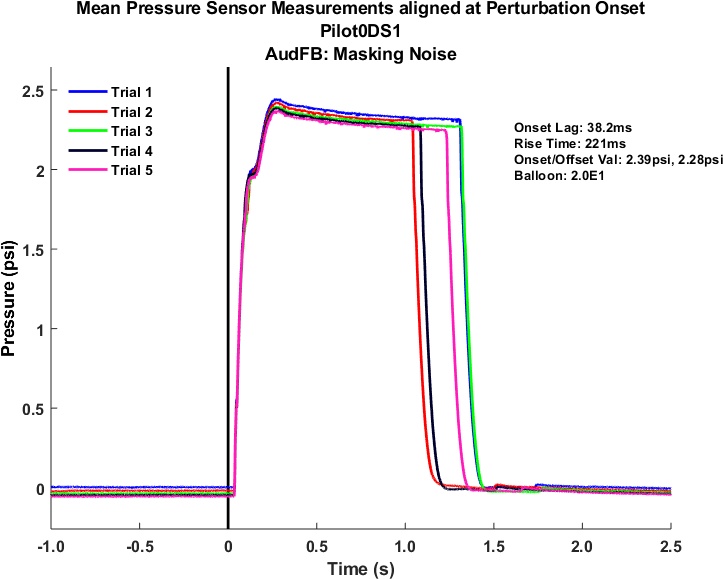 Mean Pressure Sensor Measurements aligned at Perturbation Onset
Pilot0DS1
AudFB: Masking Noise
Trial 1
Trial 2
Trial 3
Trial 4
Trial 5
Onset Lag: 38.2ms
Rise Time: 221ms
Onset/Offset Val: 2.39psi, 2.28psi
Balloon: 2.0E1
Pressure (psi)
2.5
2
1.5
1
0.5
0
-1.0 -0.5 0 0.5 1.0 1.5 2.0 2.5
Time (s)